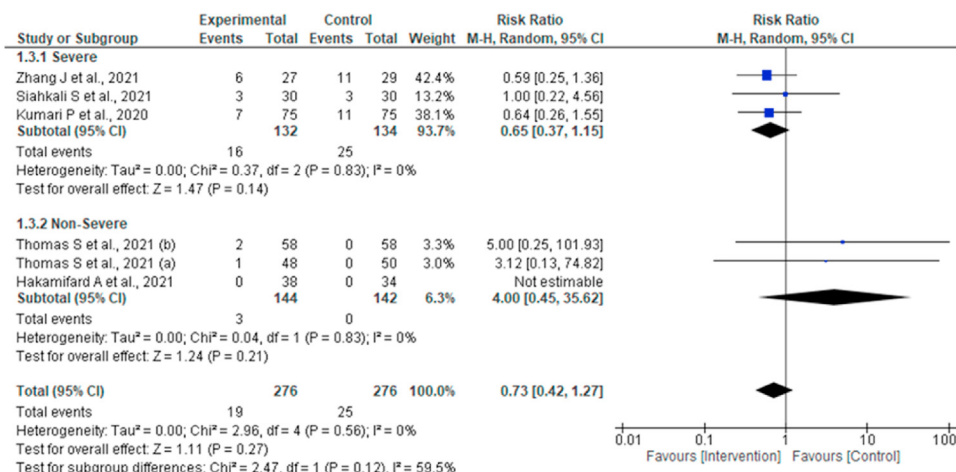 Experimental Control Risk Ratio Risk Ratio
Study or Subgroup Events Total Events Total Weight M-H, Random, 95% CI M-H, Random, 95% CI
1.3.1 Severe
Zhang J et al., 2021 6 27 11 29 42.4% 0.59 [0.25, 1.36]
Siahkali S et al., 2021 3 30 3 30 13.2% 1.00 [0.22, 4.56]
Kumari P et al., 2020 7 75 11 75 38.1% 0.64 [0.26, 1.55]
Subtotal (95% CI) 132 134 93.7% 0.65 [0.37, 1.15]
Total events 16 25
Heterogeneity: Tau² = 0.00; Chi² = 0.37, df = 2 (P = 0.83); I² = 0%
Test for overall effect: Z = 1.47 (P = 0.14)
1.3.2 Non-Severe
Thomas S et al., 2021 (b) 2 58 0 58 3.3% 5.00 [0.25, 101.93]
Thomas S et al., 2021 (a) 1 48 0 50 3.0% 3.12 [0.13, 74.82]
Hakamifard A et al., 2021 0 38 0 34 Not estimable
Subtotal (95% CI) 144 142 6.3% 4.00 [0.45, 35.62]
Total events 3 0
Heterogeneity: Tau² = 0.00; Chi² = 0.04, df = 1 (P = 0.83); I² = 0%
Test for overall effect: Z = 1.24 (P = 0.21)
Total (95% CI) 276 276 100.0% 0.73 [0.42, 1.27]
Total events 19 25
Heterogeneity: Tau² = 0.00; Chi² = 2.96, df = 4 (P = 0.56); I² = 0%
Test for overall effect: Z = 1.11 (P = 0.27)
Test for subgroup differences: Chi² = 2.47, df = 1 (P = 0.12), I² = 59.5%
0.01 0.1 1 10 100
Favours [Intervention] Favours [Control]